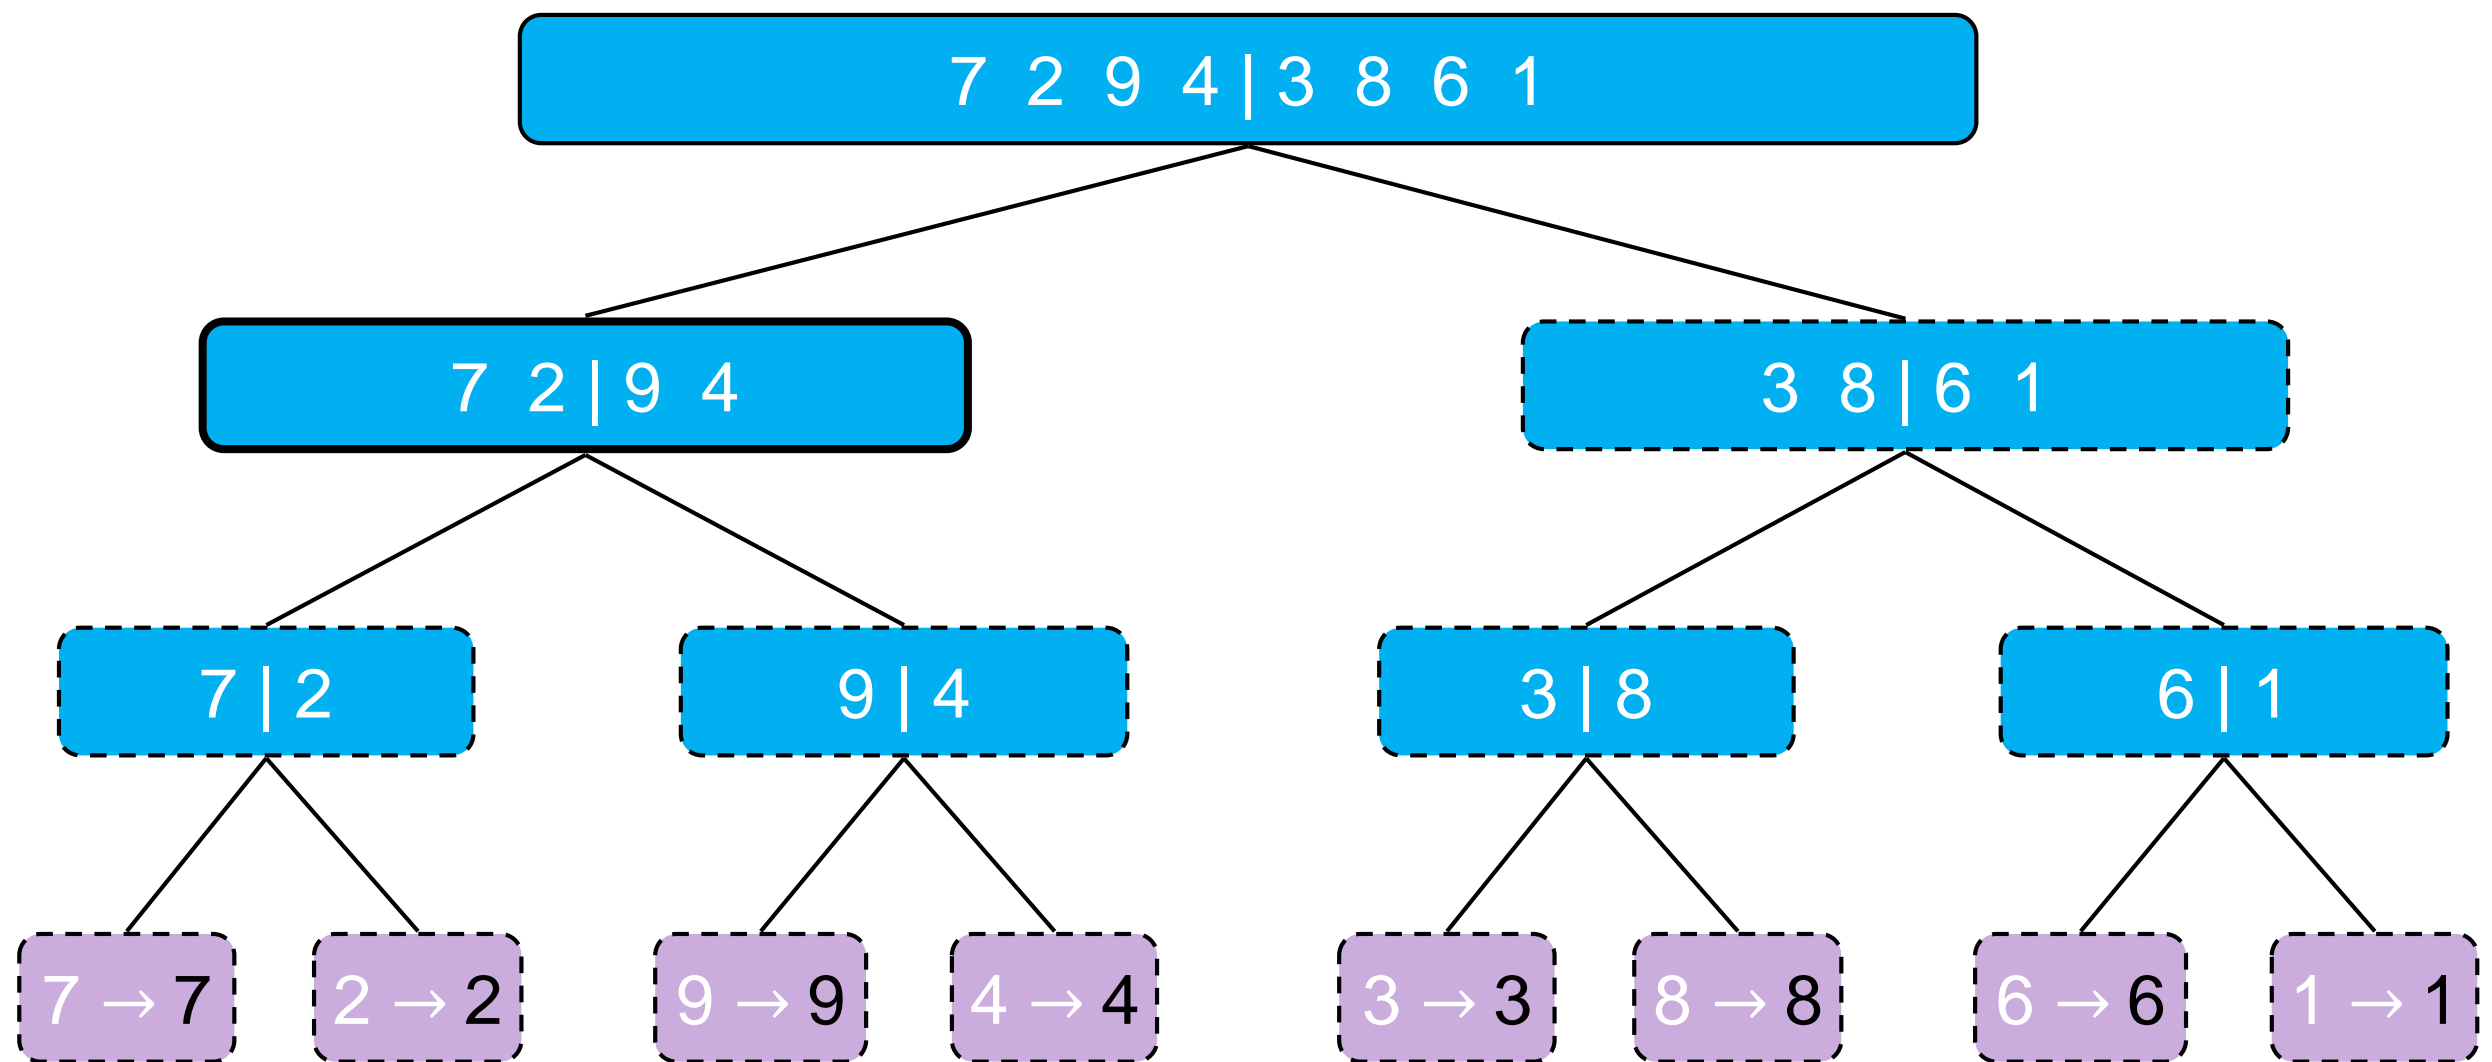 7 2 9 4 | 3 8 6 1
7 2 | 9 4
3 8 | 6 1
7 | 2
9 | 4
3 | 8
6 | 1
7 → 7
2 → 2
9 → 9
4 → 4
3 → 3
8 → 8
6 → 6
1 → 1